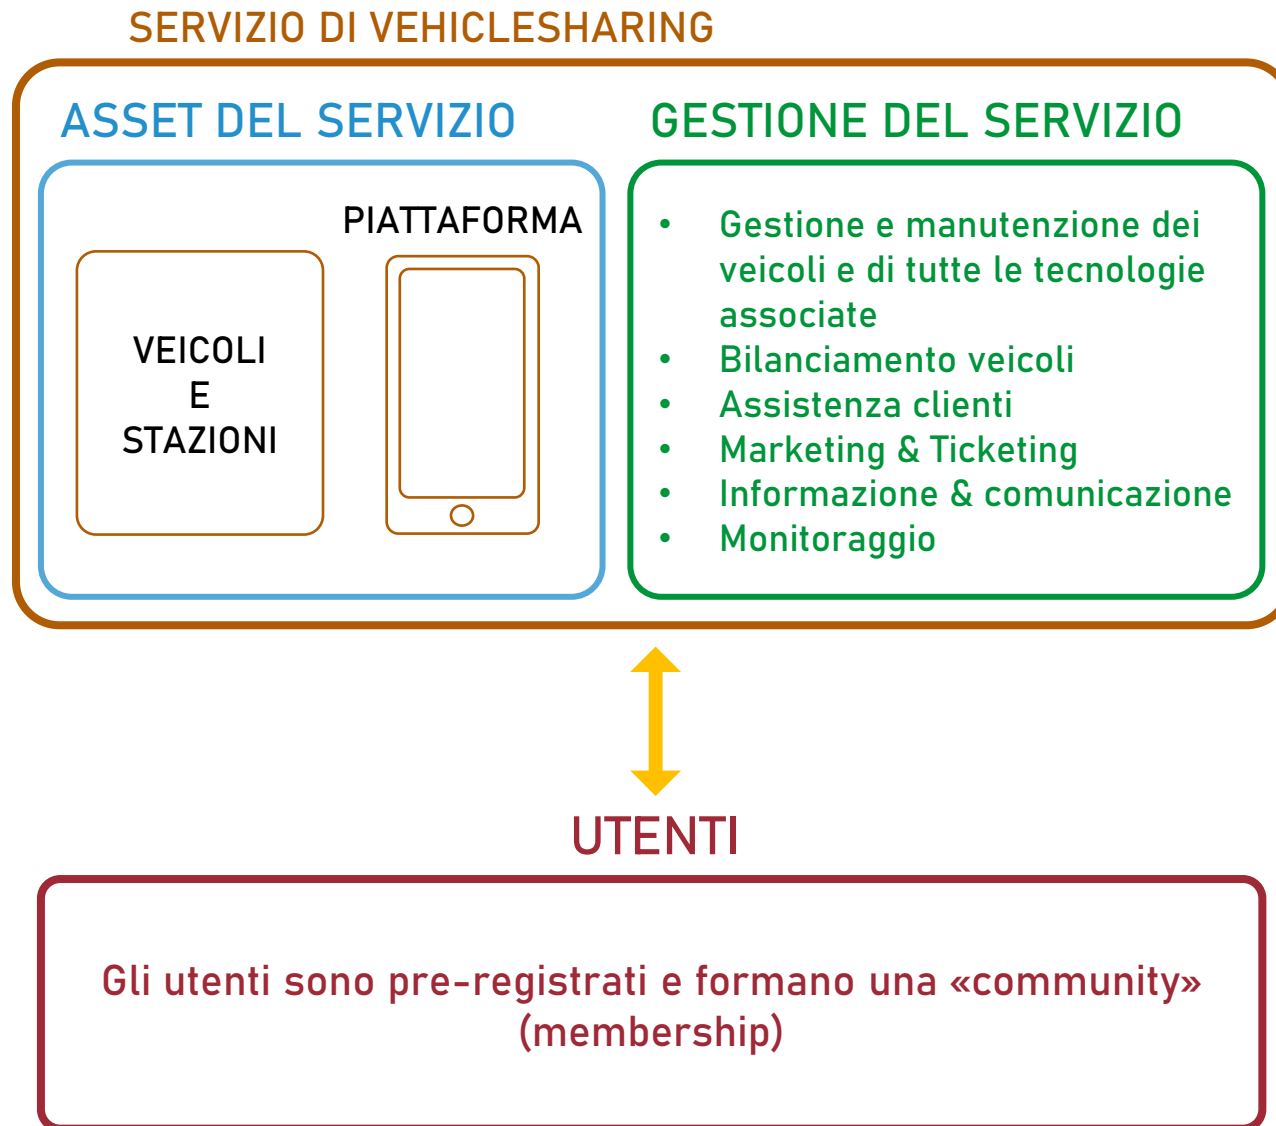 SERVIZIO DI VEHICLESHARING
ASSET DEL SERVIZIO
PIATTAFORMA
VEICOLI
E
STAZIONI
GESTIONE DEL SERVIZIO
• Gestione e manutenzione dei
veicoli e di tutte le tecnologie
associate
• Bilanciamento veicoli
• Assistenza clienti
• Marketing & Ticketing
• Informazione & comunicazione
• Monitoraggio
UTENTI
Gli utenti sono pre-registrati e formano una «community»
(membership)